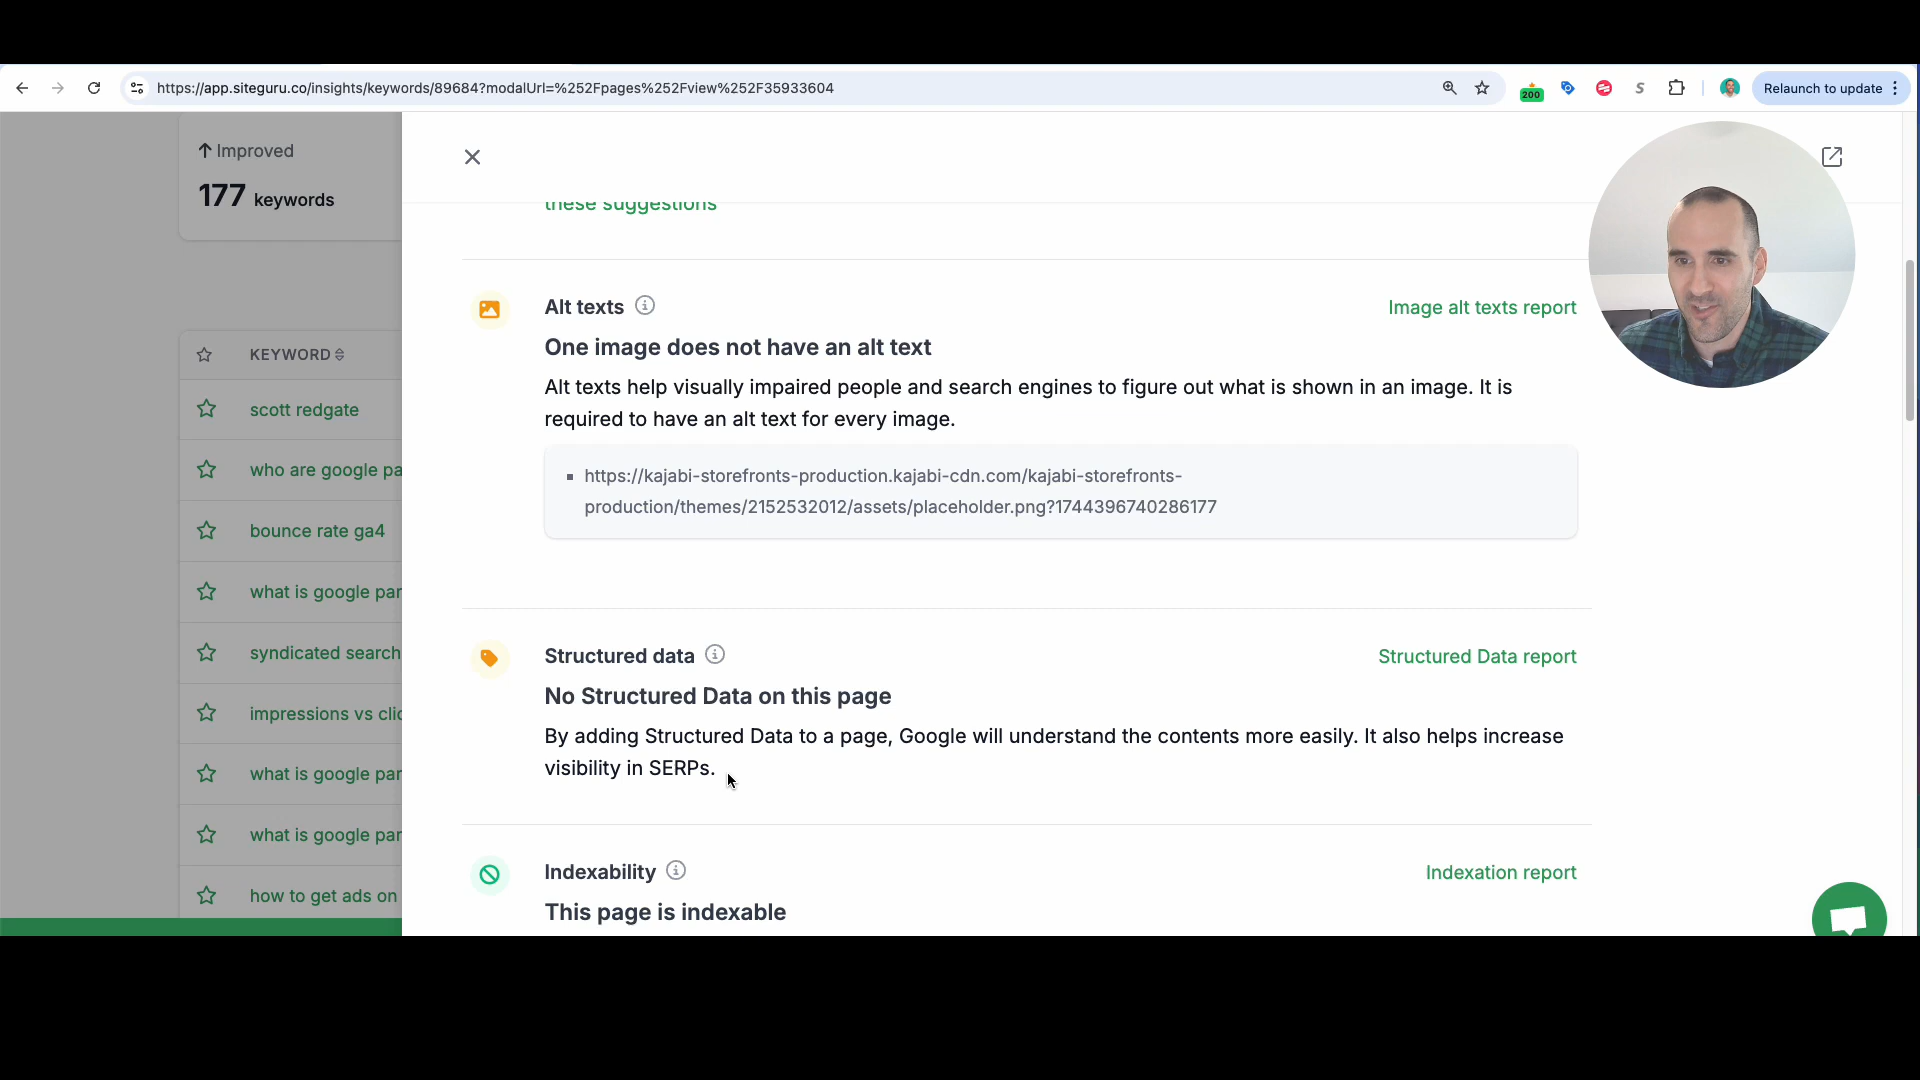 https://app.siteguru.co/insights/keywords/89684?modalUrl=%252Fpages%252Fview%252F35933604
200
S
Relaunch to update
Improved
177 keywords
KEYWORD
scott redgate
who are google pa
bounce rate ga4
what is google par
syndicated search
impressions vs clic
what is google par
what is google par
how to get ads on
these suggestions
Alt texts
Image alt texts report
One image does not have an alt text
Alt texts help visually impaired people and search engines to figure out what is shown in an image. It is
required to have an alt text for every image.
https://kajabi-storefronts-production.kajabi-cdn.com/kajabi-storefronts-
production/themes/2152532012/assets/placeholder.png?1744396740286177
Structured data
Structured Data report
No Structured Data on this page
By adding Structured Data to a page, Google will understand the contents more easily. It also helps increase
visibility in SERPs.
Indexability
Indexation report
This page is indexable